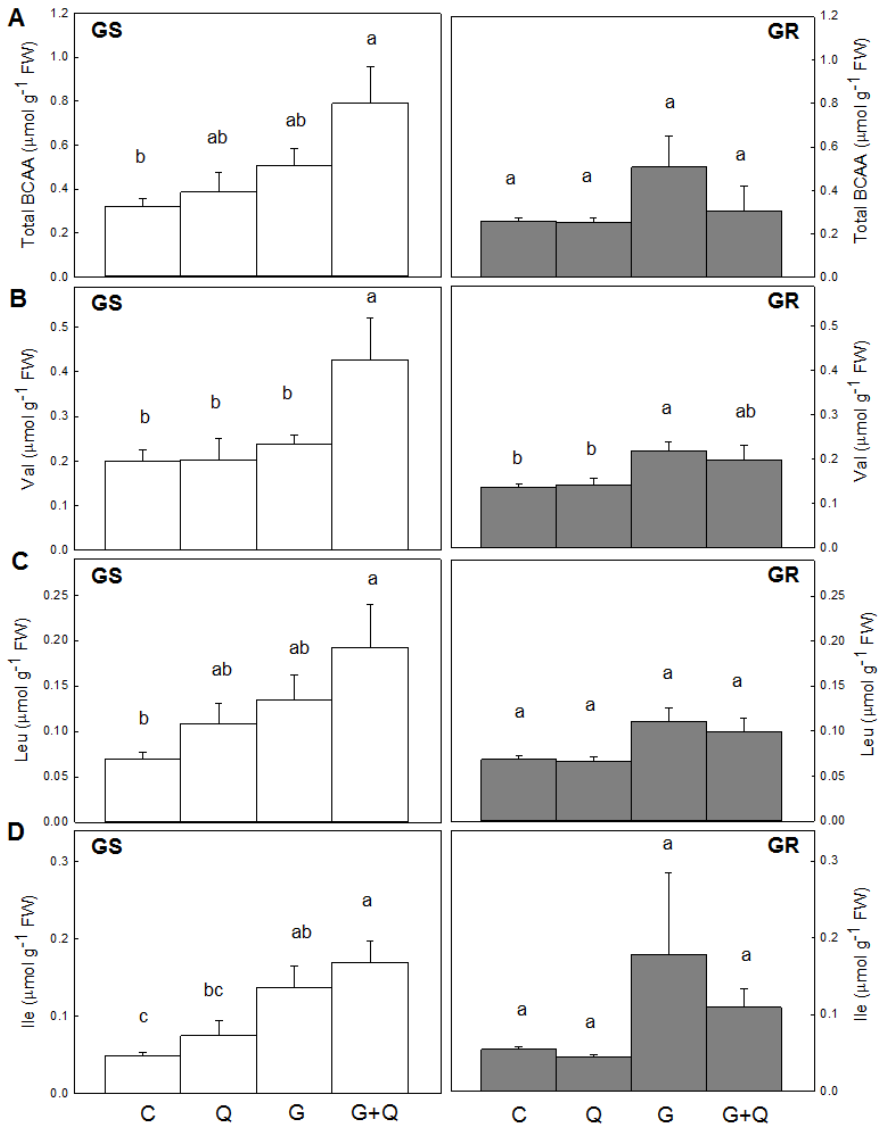 A
GS
GR
Total BCAA (μmol g⁻¹ FW)
1.2
1.0
0.8
0.6
0.4
0.2
0.0
b
ab
ab
a
a
a
a
a
1.2
1.0
0.8
0.6
0.4
0.2
0.0
Total BCAA (μmol g⁻¹ FW)
B
GS
GR
Val (μmol g⁻¹ FW)
0.5
0.4
0.3
0.2
0.1
0.0
b
b
b
a
b
b
a
ab
0.5
0.4
0.3
0.2
0.1
0.0
Val (μmol g⁻¹ FW)
C
GS
GR
Leu (μmol g⁻¹ FW)
0.25
0.20
0.15
0.10
0.05
0.00
b
ab
ab
a
a
a
a
a
0.25
0.20
0.15
0.10
0.05
0.00
Leu (μmol g⁻¹ FW)
D
GS
GR
Ile (μmol g⁻¹ FW)
0.3
0.2
0.1
0.0
c
bc
ab
a
a
a
a
a
0.3
0.2
0.1
0.0
Ile (μmol g⁻¹ FW)
C Q G G+Q
C Q G G+Q